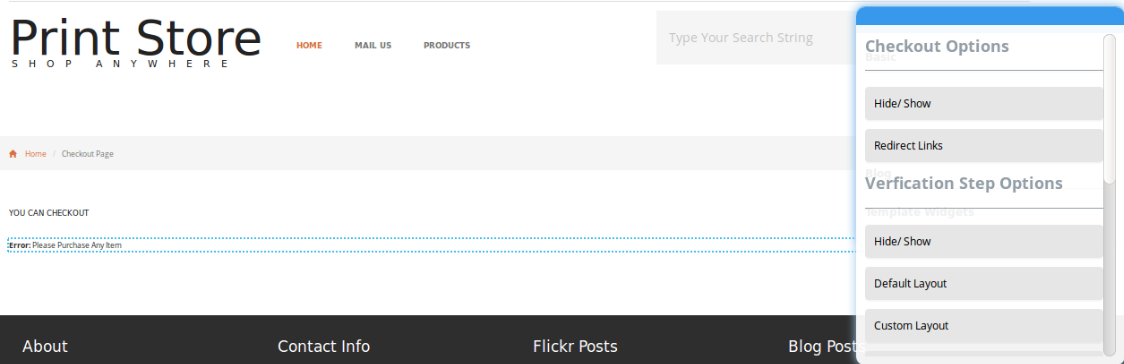 Print Store
SHOP ANYWHERE
HOME
MAIL US
PRODUCTS
Type Your Search String
Home / Checkout Page
YOU CAN CHECKOUT
Error: Please Purchase Any Item
About
Contact Info
Flickr Posts
Blog Posts
Checkout Options
Basic
Hide/ Show
Redirect Links
Blog
Verfication Step Options
Template Widgets
Hide/ Show
Default Layout
Custom Layout